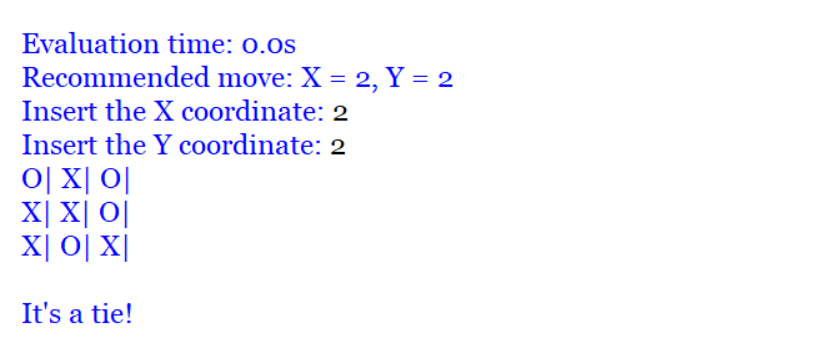 Evaluation time: 0.0s
Recommended move: X = 2, Y = 2
Insert the X coordinate: 2
Insert the Y coordinate: 2
O| X| O|
X| X| O|
X| O| X|
It's a tie!